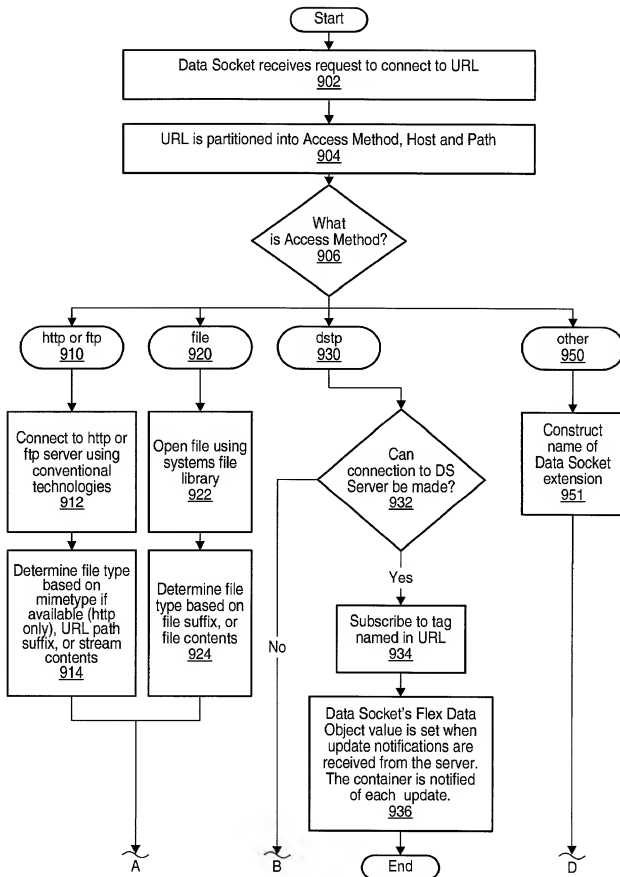 Start
Data Socket receives request to connect to URL
902
URL is partitioned into Access Method, Host and Path
904
What
is Access Method?
906
http or ftp
910
file
920
dstp
930
other
950
Connect to http or
ftp server using
conventional
technologies
912
Open file using
systems file
library
922
Can
connection to DS
Server be made?
932
Construct
name of
Data Socket
extension
951
Determine file type
based on
mimetype if
available (http
only), URL path
suffix, or stream
contents
914
Determine file
type based on
file suffix, or
file contents
924
No
Yes
Subscribe to tag
named in URL
934
Data Socket's Flex Data
Object value is set when
update notifications are
received from the server.
The container is notified
of each update.
936
A
B
End
D